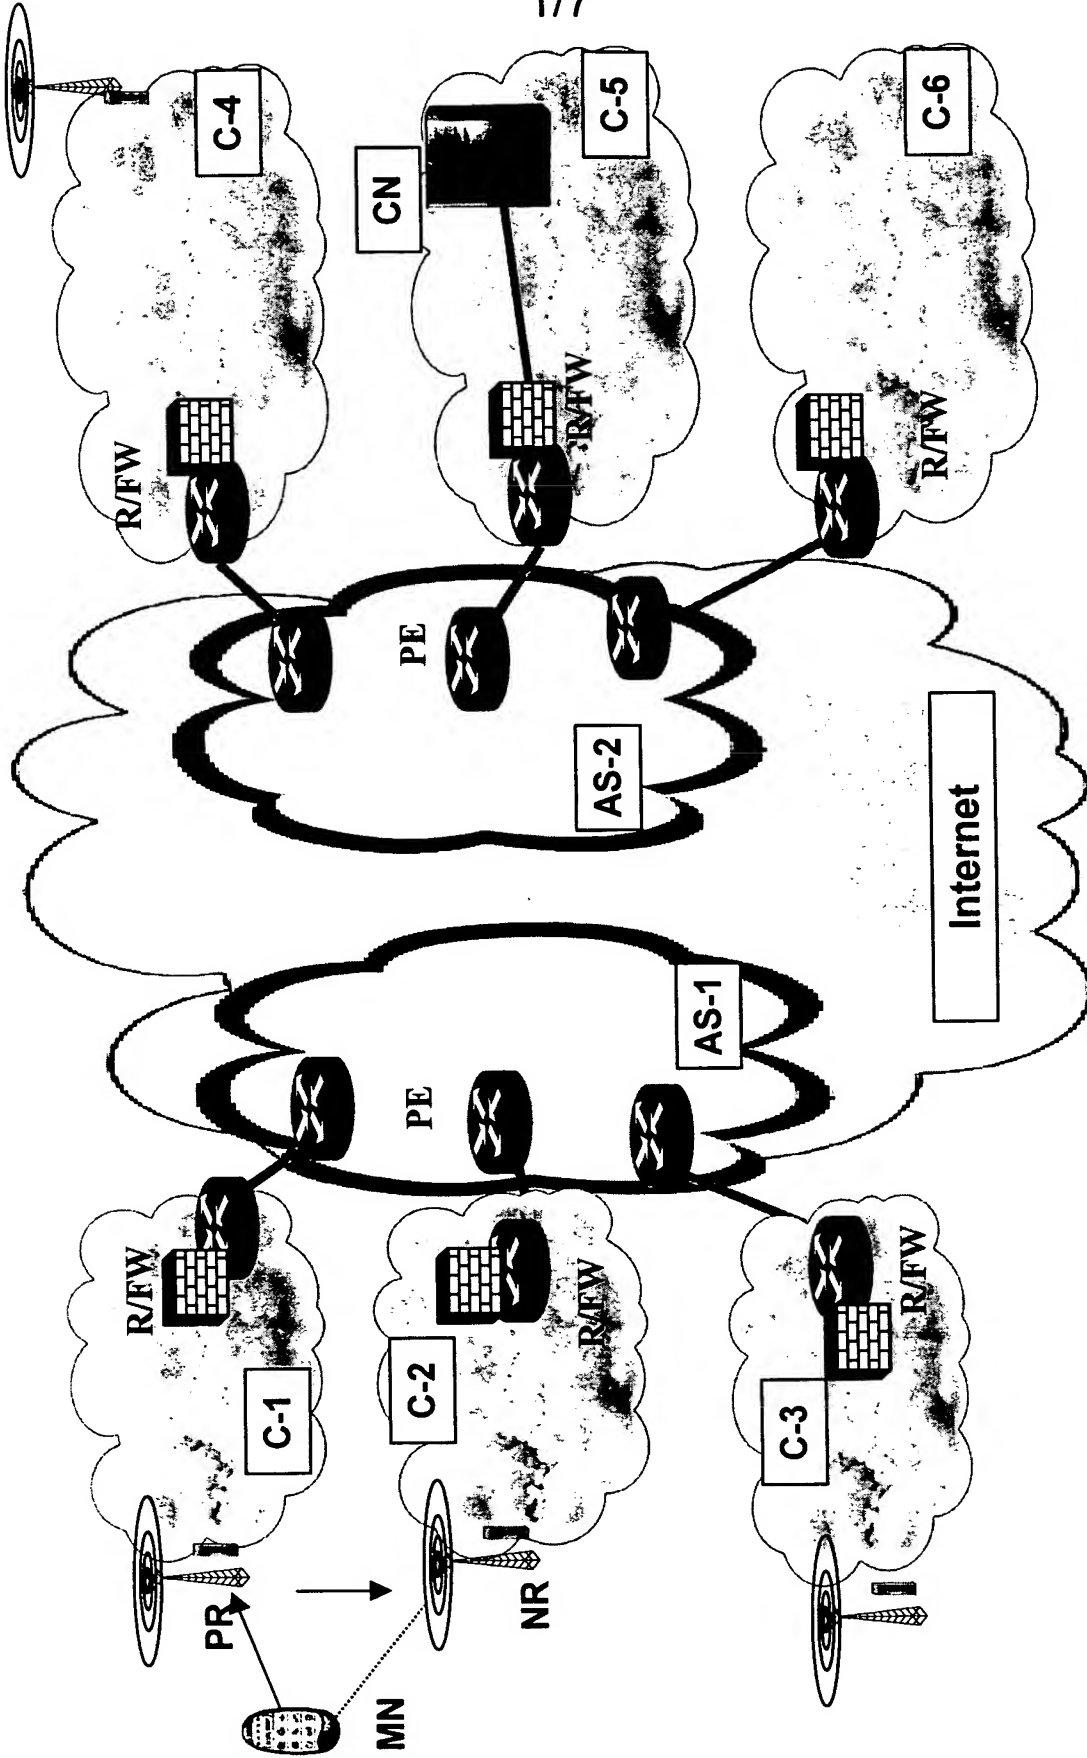 1/7
C-4
R/FW
CN
C-5
R/FW
C-6
R/FW
PE
AS-2
Internet
AS-1
PE
R/FW
C-1
R/FW
C-2
R/FW
C-3
PR
NR
MN